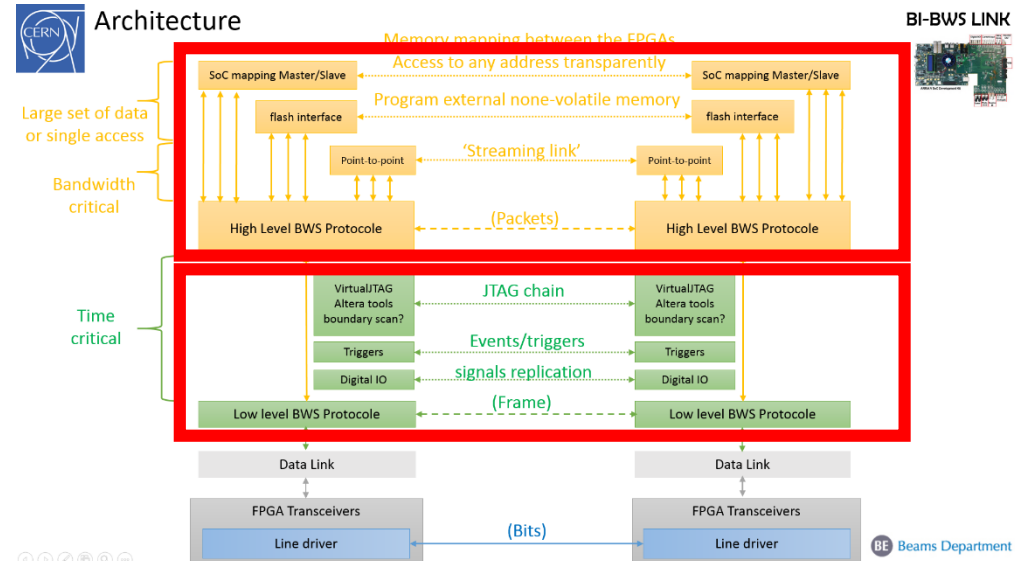 CERN
Architecture
BI-BWS LINK
Memory mapping between the FPGAs
SoC mapping Master/Slave
Access to any address transparently
SoC mapping Master/Slave
Large set of data
or single access
flash interface
Program external none-volatile memory
flash interface
Point-to-point
'Streaming link'
Point-to-point
Bandwidth
critical
High Level BWS Protocole
(Packets)
High Level BWS Protocole
Time
critical
VirtualJTAG
Altera tools
boundary scan?
JTAG chain
VirtualJTAG
Altera tools
boundary scan?
Triggers
Events/triggers
Triggers
Digital IO
signals replication
Digital IO
Low level BWS Protocole
(Frame)
Low level BWS Protocole
Data Link
Data Link
FPGA Transceivers
FPGA Transceivers
Line driver
(Bits)
Line driver
BE Beams Department